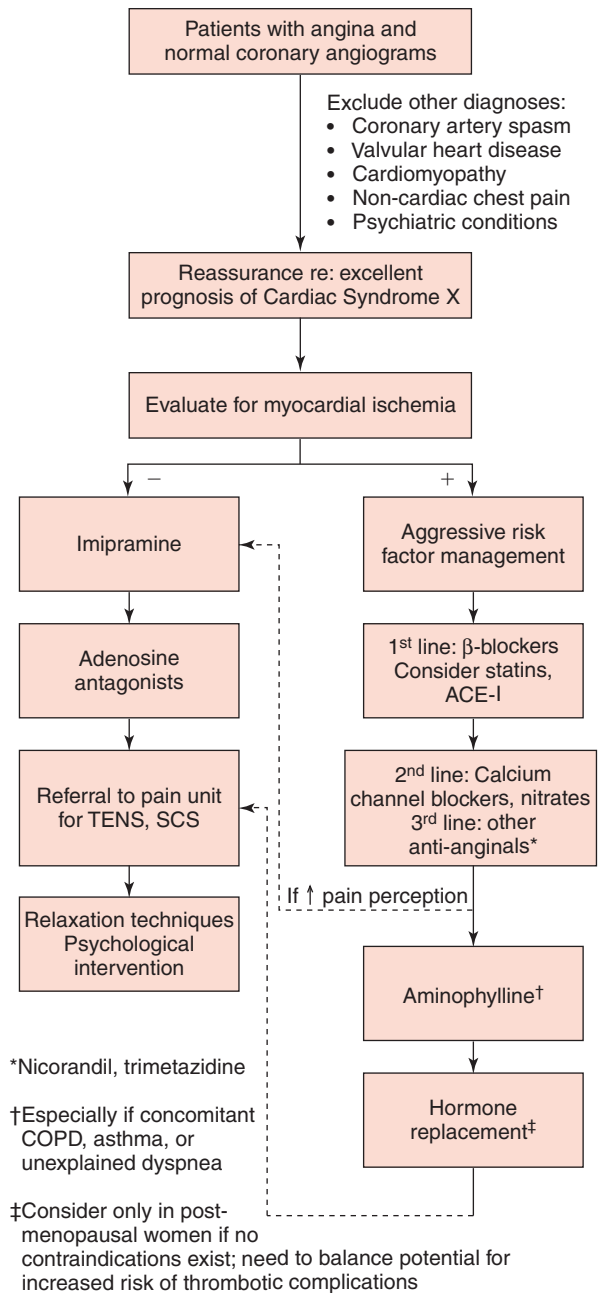 Patients with angina and
normal coronary angiograms
Exclude other diagnoses:
• Coronary artery spasm
• Valvular heart disease
• Cardiomyopathy
• Non-cardiac chest pain
• Psychiatric conditions
Reassurance re: excellent
prognosis of Cardiac Syndrome X
Evaluate for myocardial ischemia
–
+
Imipramine
Adenosine
antagonists
Referral to pain unit
for TENS, SCS
Relaxation techniques
Psychological
intervention
Aggressive risk
factor management
1st line: β-blockers
Consider statins,
ACE-I
2nd line: Calcium
channel blockers, nitrates
3rd line: other
anti-anginals*
If ↑ pain perception
Aminophylline†
Hormone
replacement‡
*Nicorandil, trimetazidine
†Especially if concomitant
COPD, asthma, or
unexplained dyspnea
‡Consider only in post-
menopausal women if no
contraindications exist; need to balance potential for
increased risk of thrombotic complications